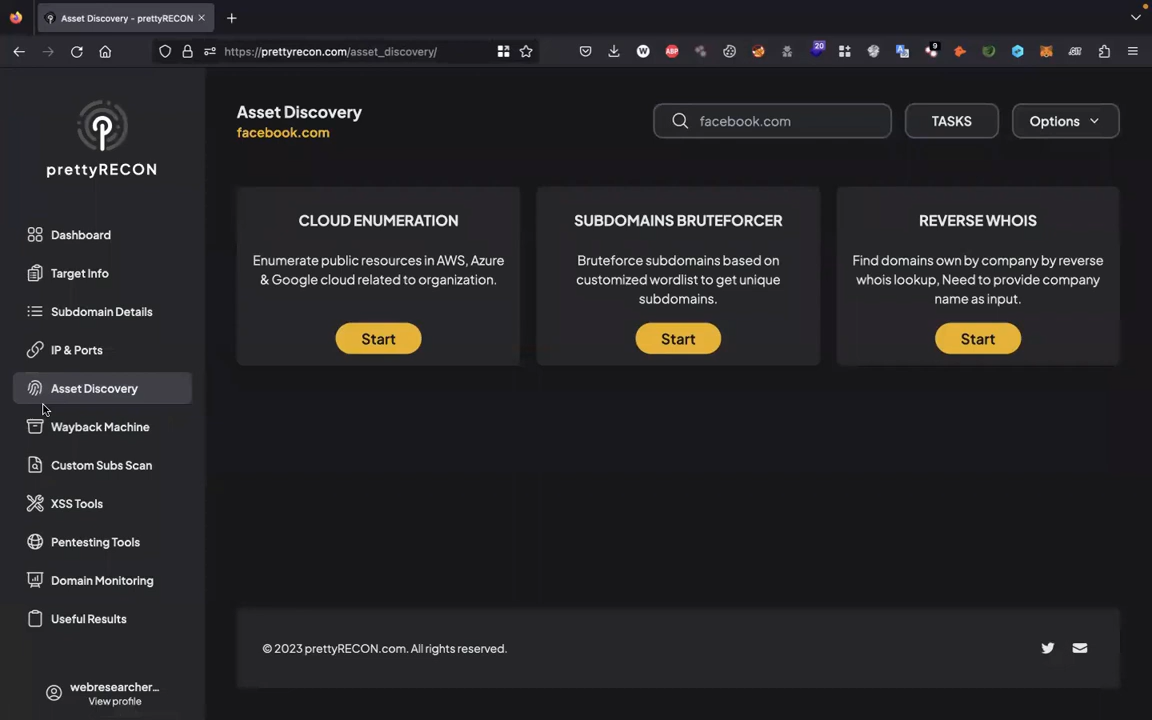 Asset Discovery - prettyRECON
https://prettyrecon.com/asset_discovery/
20
9
prettyRECON
Dashboard
Target Info
Subdomain Details
IP & Ports
Asset Discovery
Wayback Machine
Custom Subs Scan
XSS Tools
Pentesting Tools
Domain Monitoring
Useful Results
webresearcher...
View profile
Asset Discovery
facebook.com
facebook.com
TASKS
Options
CLOUD ENUMERATION
Enumerate public resources in AWS, Azure
& Google cloud related to organization.
Start
SUBDOMAINS BRUTEFORCER
Bruteforce subdomains based on
customized wordlist to get unique
subdomains.
Start
REVERSE WHOIS
Find domains own by company by reverse
whois lookup, Need to provide company
name as input.
Start
© 2023 prettyRECON.com. All rights reserved.